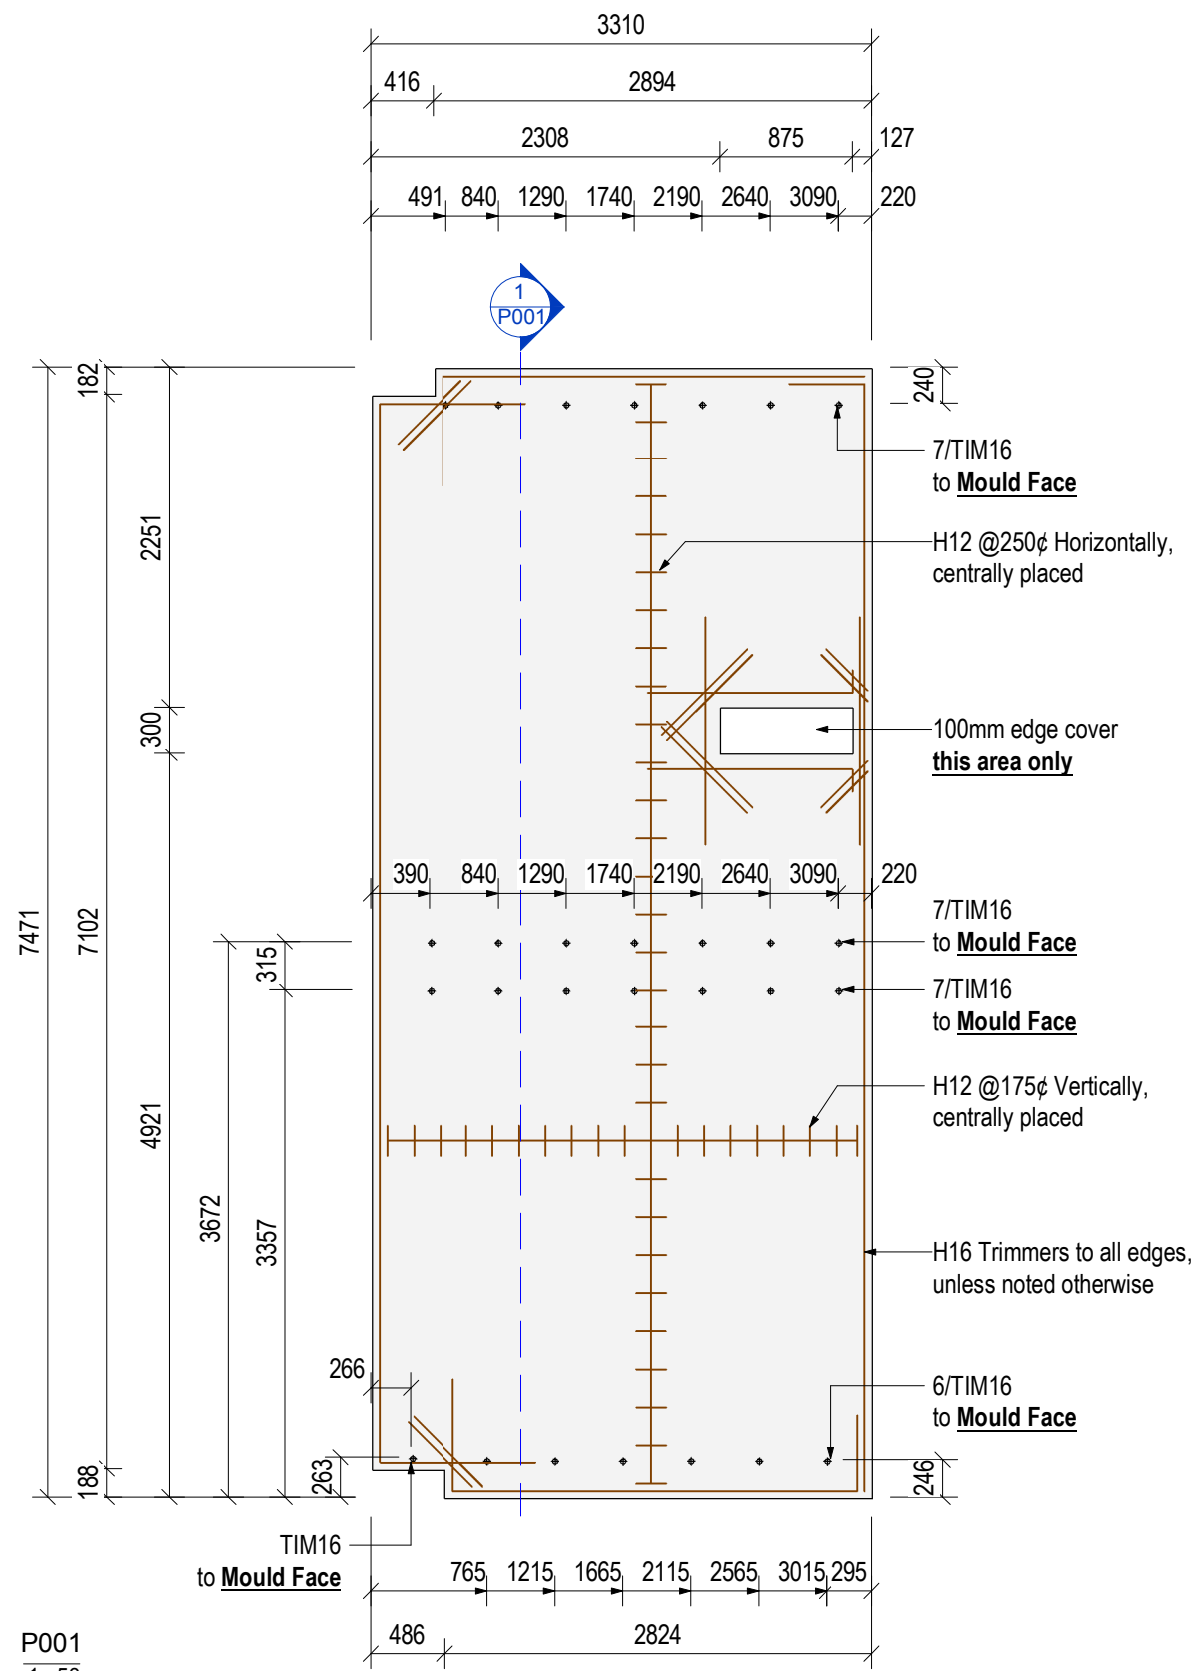 3310
416
2894
2308
875
127
491
840
1290
1740
2190
2640
3090
220
1
P001
182
240
7/TIM16
to Mould Face
2251
H12 @250¢ Horizontally,
centrally placed
300
100mm edge cover
this area only
390
840
1290
1740
2190
2640
3090
220
7/TIM16
to Mould Face
7471
7102
315
7/TIM16
to Mould Face
4921
H12 @175¢ Vertically,
centrally placed
3672
3357
H16 Trimmers to all edges,
unless noted otherwise
266
6/TIM16
to Mould Face
188
263
246
TIM16
to Mould Face
765
1215
1665
2115
2565
3015
295
486
2824
P001